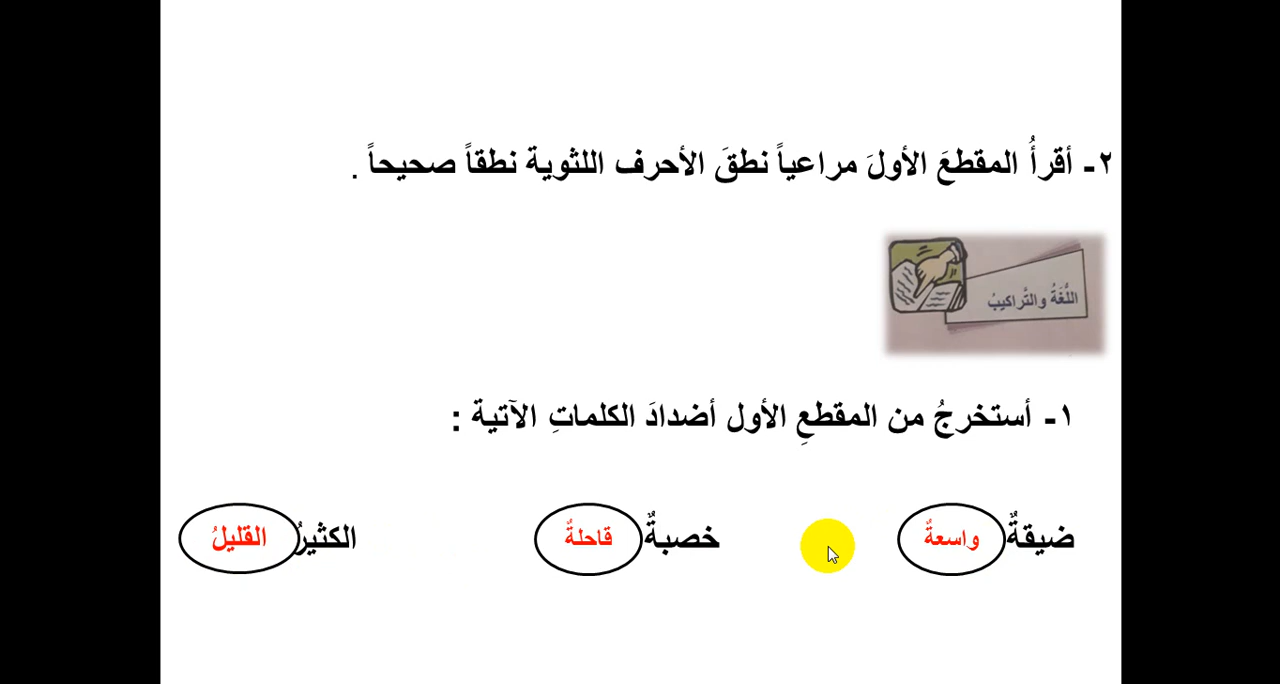 ٢- أقرأُ المقطعَ الأولَ مراعياً نطقَ الأحرف اللثوية نطقاً صحيحاً .
اللُّغَةُ والتَّراكيبُ
١- أستخرجُ من المقطعِ الأول أضدادَ الكلماتِ الآتية :
ضيقةٌ واسعةٌ خصبةٌ قاحلةٌ الكثيرُ القليلُ